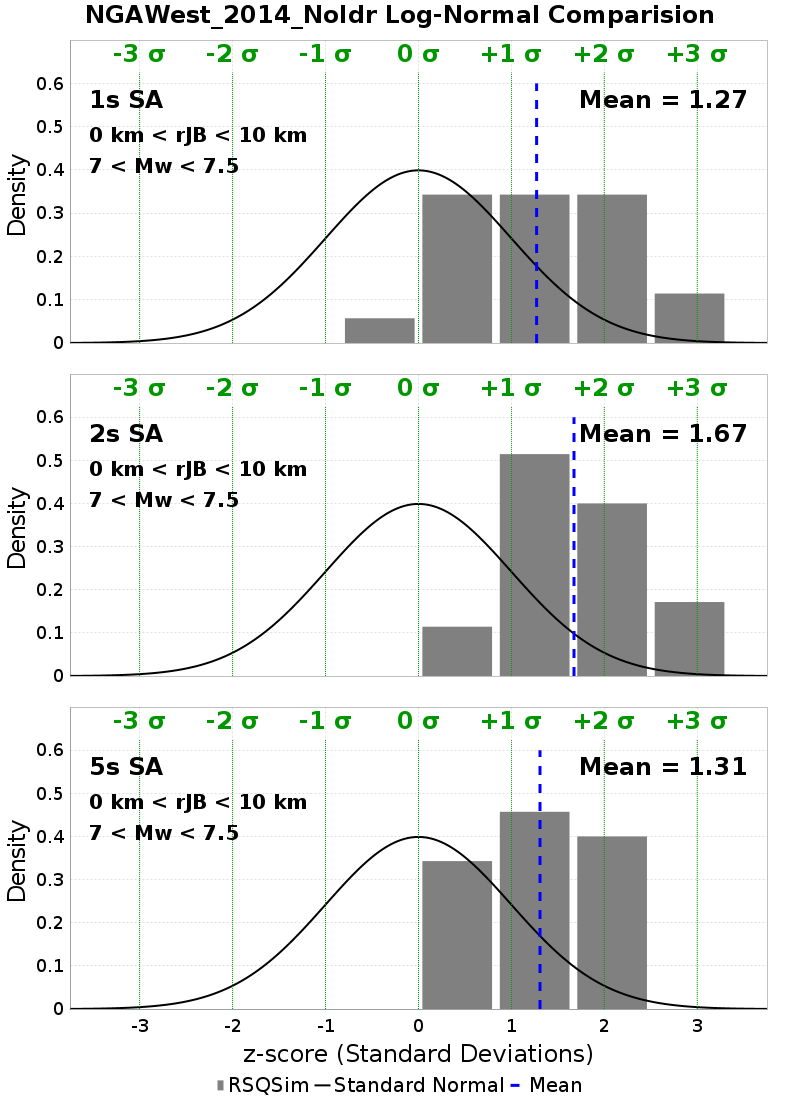 NGAWest_2014_NoIdr Log-Normal Comparision
-3 σ -2 σ -1 σ 0 σ +1 σ +2 σ +3 σ
1s SA Mean = 1.27
0 km < rJB < 10 km
7 < Mw < 7.5
0.6
0.5
0.4
0.3
0.2
0.1
0
Density
-3 σ -2 σ -1 σ 0 σ +1 σ +2 σ +3 σ
2s SA Mean = 1.67
0 km < rJB < 10 km
7 < Mw < 7.5
0.6
0.5
0.4
0.3
0.2
0.1
0
Density
-3 σ -2 σ -1 σ 0 σ +1 σ +2 σ +3 σ
5s SA Mean = 1.31
0 km < rJB < 10 km
7 < Mw < 7.5
0.6
0.5
0.4
0.3
0.2
0.1
0
Density
-3 -2 -1 0 1 2 3
z-score (Standard Deviations)
RSQSim Standard Normal Mean